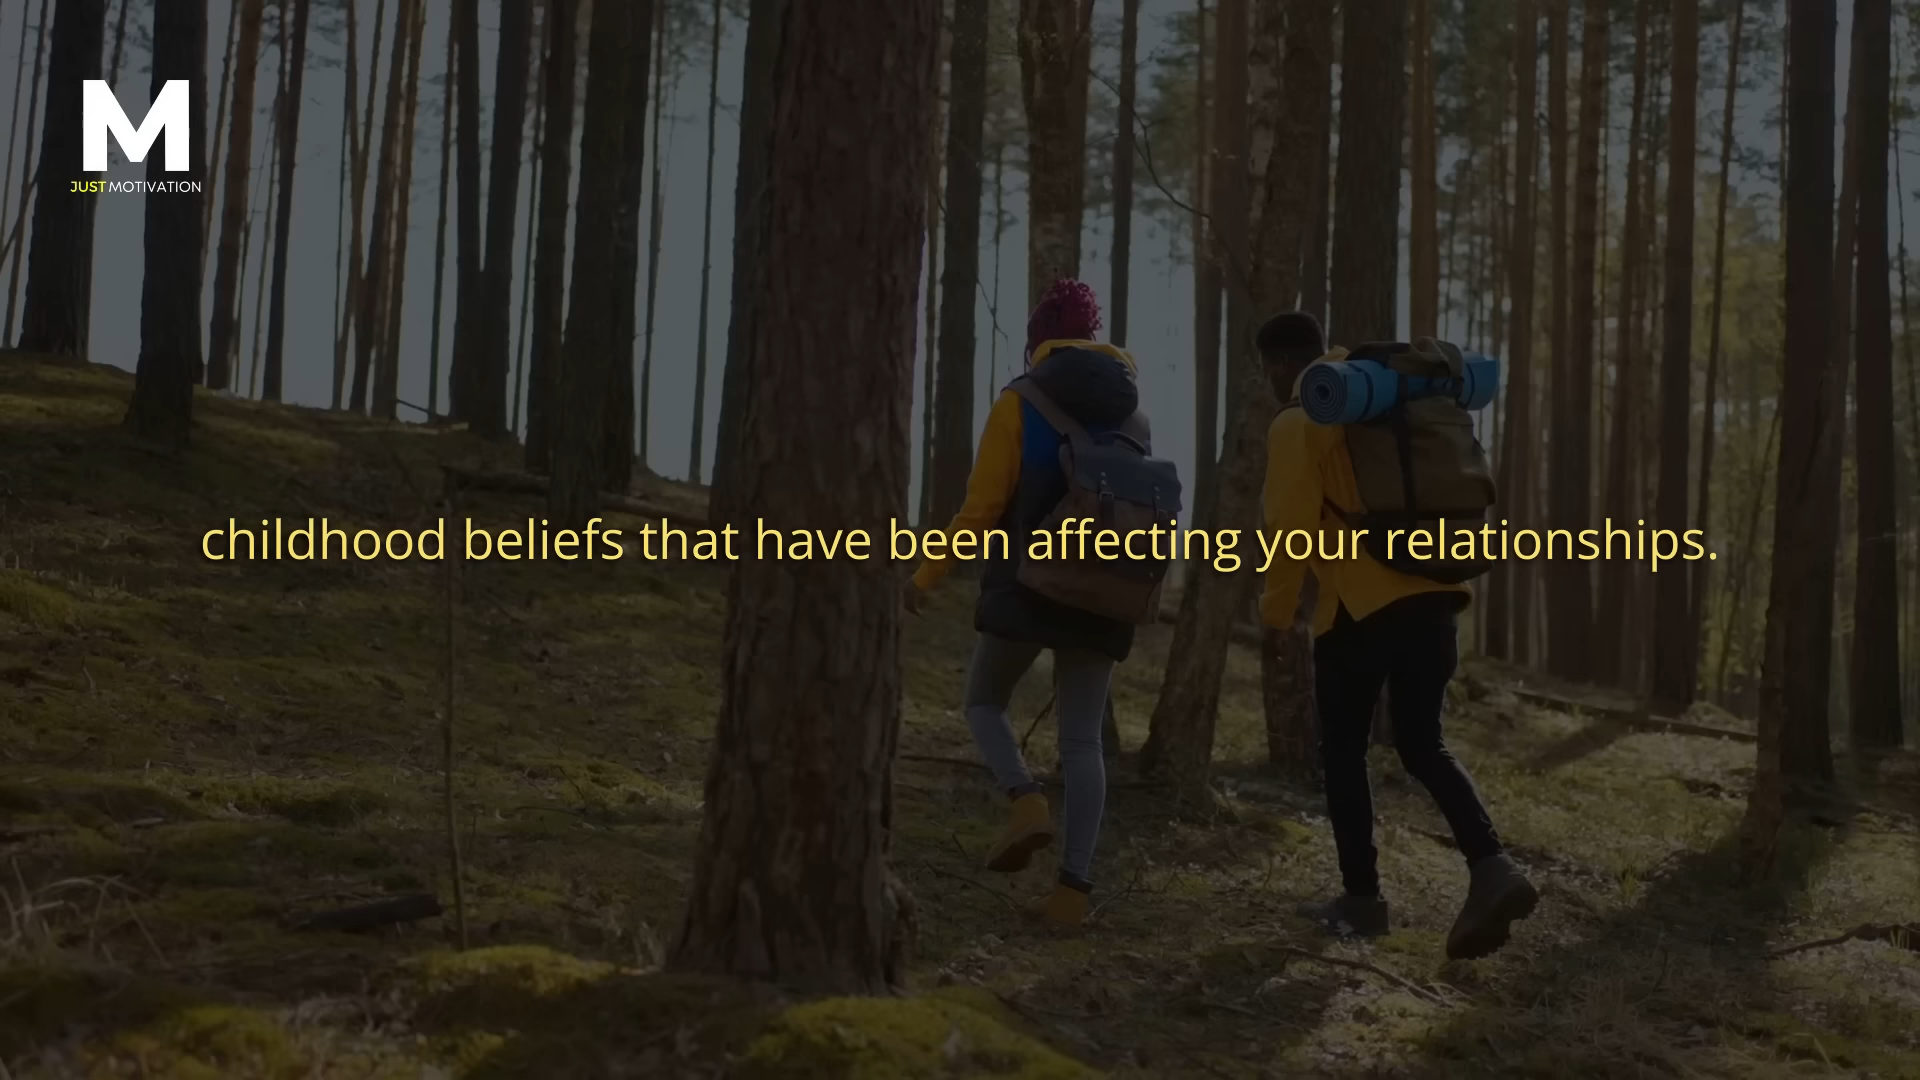 M
JUST MOTIVATION
childhood beliefs that have been affecting your relationships.